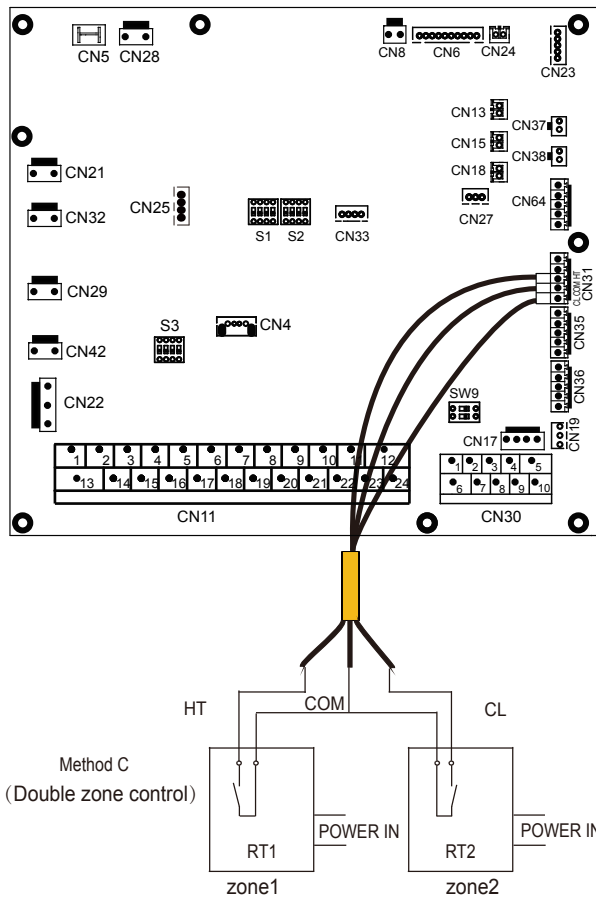 CN5 CN28 CN8 CN6 CN24 CN23
CN13 CN37
CN15 CN38
CN18
CN21
CN32 CN25 S1 S2 CN33 CN27 CN64
CN29
CL COM HT CN31
S3 CN4 CN35
CN42
CN22 CN36
SW9
CN17 CN19
1 2 3 4 5 6 7 8 9 10 11 12
13 14 15 16 17 18 19 20 21 22 23 24
CN11
1 2 3 4 5
6 7 8 9 10
CN30
HT COM CL
Method C
(Double zone control)
POWER IN POWER IN
RT1 RT2
zone1 zone2